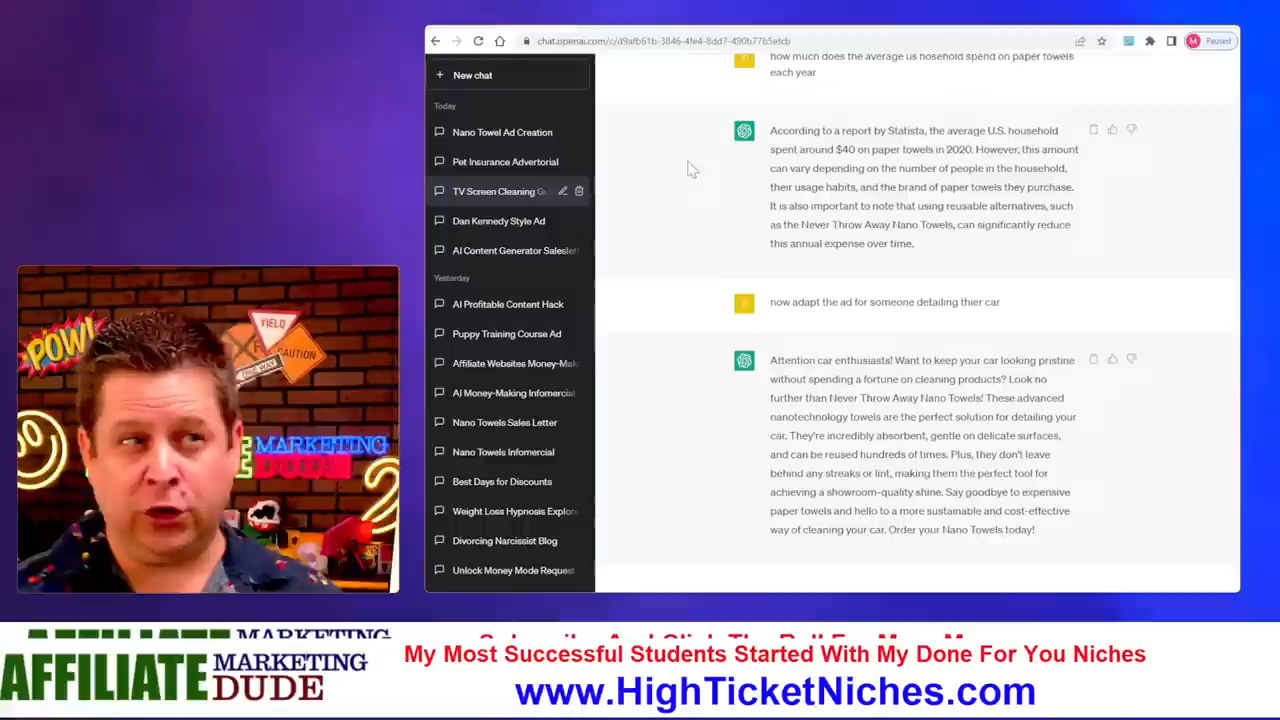 chat.openai.com/c/d9afb61b-3846-4fe4-8dd7-490b77b5efcb
Paused
New chat
Today
Nano Towel Ad Creation
Pet Insurance Advertorial
TV Screen Cleaning
Dan Kennedy Style Ad
AI Content Generator Saleslet
Yesterday
AI Profitable Content Hack
Puppy Training Course Ad
Affiliate Websites Money-Mak
AI Money-Making Infomercial
Nano Towels Sales Letter
Nano Towels Infomercial
Best Days for Discounts
Weight Loss Hypnosis Explor
Divorcing Narcissist Blog
Unlock Money Mode Request
how much does the average us hosehold spend on paper towels
each year
According to a report by Statista, the average U.S. household
spent around $40 on paper towels in 2020. However, this amount
can vary depending on the number of people in the household,
their usage habits, and the brand of paper towels they purchase.
It is also important to note that using reusable alternatives, such
as the Never Throw Away Nano Towels, can significantly reduce
this annual expense over time.
now adapt the ad for someone detailing thier car
Attention car enthusiasts! Want to keep your car looking pristine
without spending a fortune on cleaning products? Look no
further than Never Throw Away Nano Towels! These advanced
nanotechnology towels are the perfect solution for detailing your
car. They're incredibly absorbent, gentle on delicate surfaces,
and can be reused hundreds of times. Plus, they don't leave
behind any streaks or lint, making them the perfect tool for
achieving a showroom-quality shine. Say goodbye to expensive
paper towels and hello to a more sustainable and cost-effective
way of cleaning your car. Order your Nano Towels today!
POW!
YIELD
CAUTION
ONE WAY
MARKETING
AFFILIATE MARKETING
DUDE
My Most Successful Students Started With My Done For You Niches
www.HighTicketNiches.com